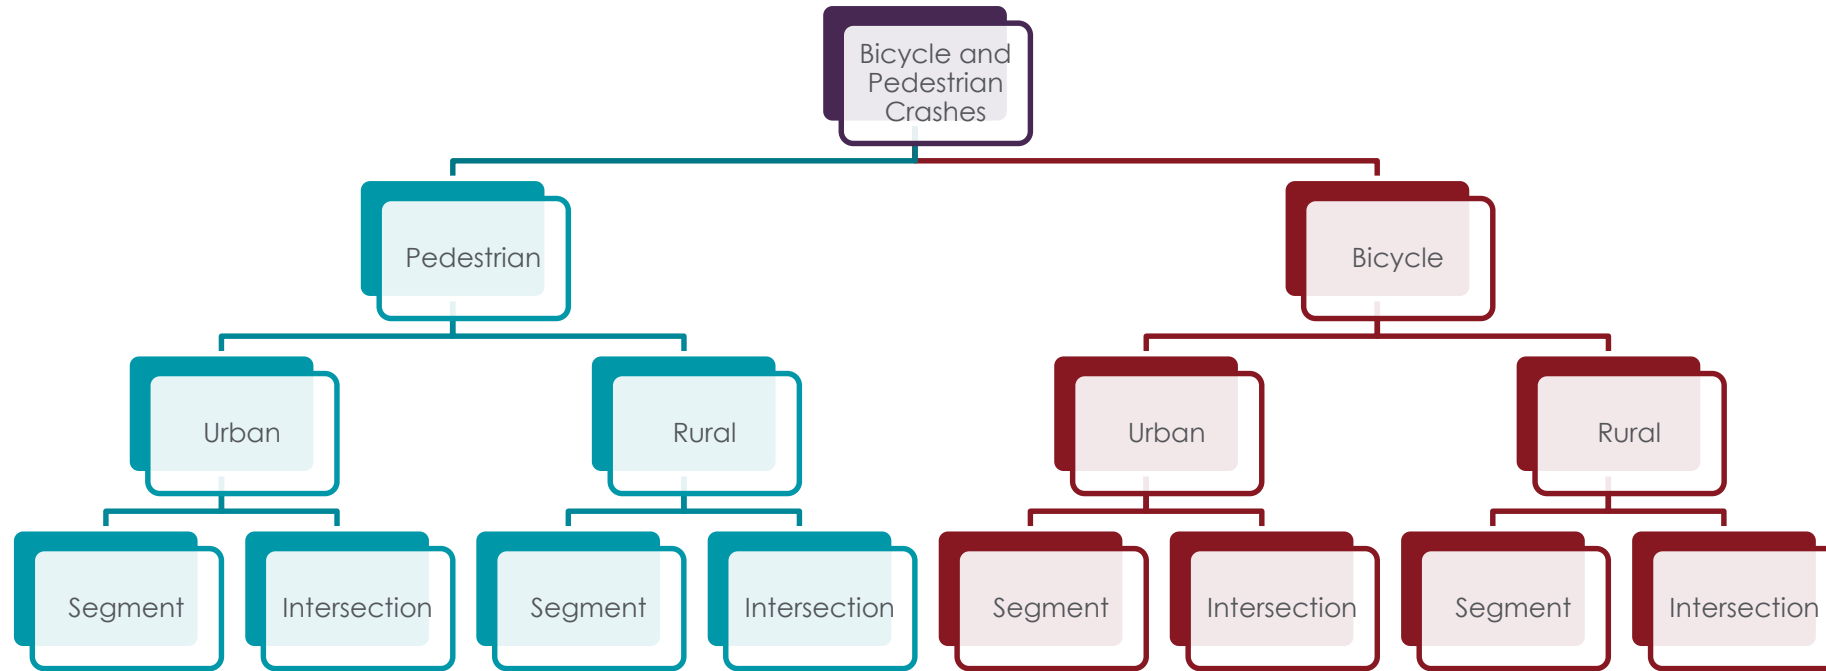 Bicycle and
Pedestrian
Crashes
Pedestrian
Bicycle
Urban
Rural
Urban
Rural
Segment
Intersection
Segment
Intersection
Segment
Intersection
Segment
Intersection